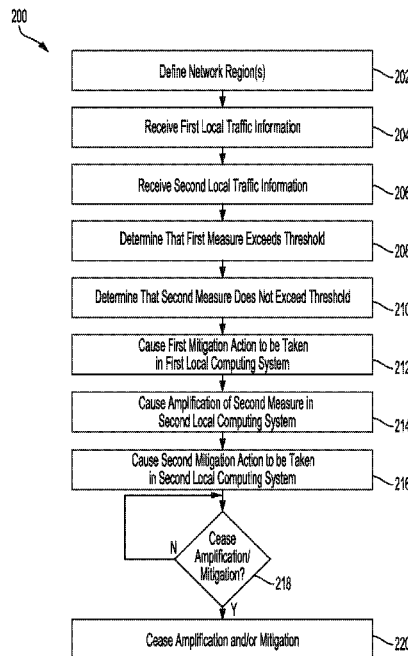 200
Define Network Region(s)
202
Receive First Local Traffic Information
204
Receive Second Local Traffic Information
206
Determine That First Measure Exceeds Threshold
208
Determine That Second Measure Does Not Exceed Threshold
210
Cause First Mitigation Action to be Taken
in First Local Computing System
212
Cause Amplification of Second Measure in
Second Local Computing System
214
Cause Second Mitigation Action to be Taken
in Second Local Computing System
216
Cease
Amplification/
Mitigation?
N
218
Y
Cease Amplification and/or Mitigation
220